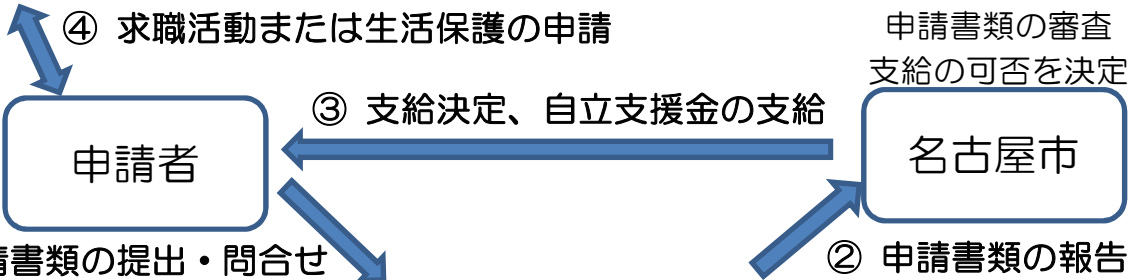 ④ 求職活動または生活保護の申請
申請書類の審査
支給の可否を決定
③ 支給決定、自立支援金の支給
申請者
名古屋市
請書類の提出・問合せ
② 申請書類の報告